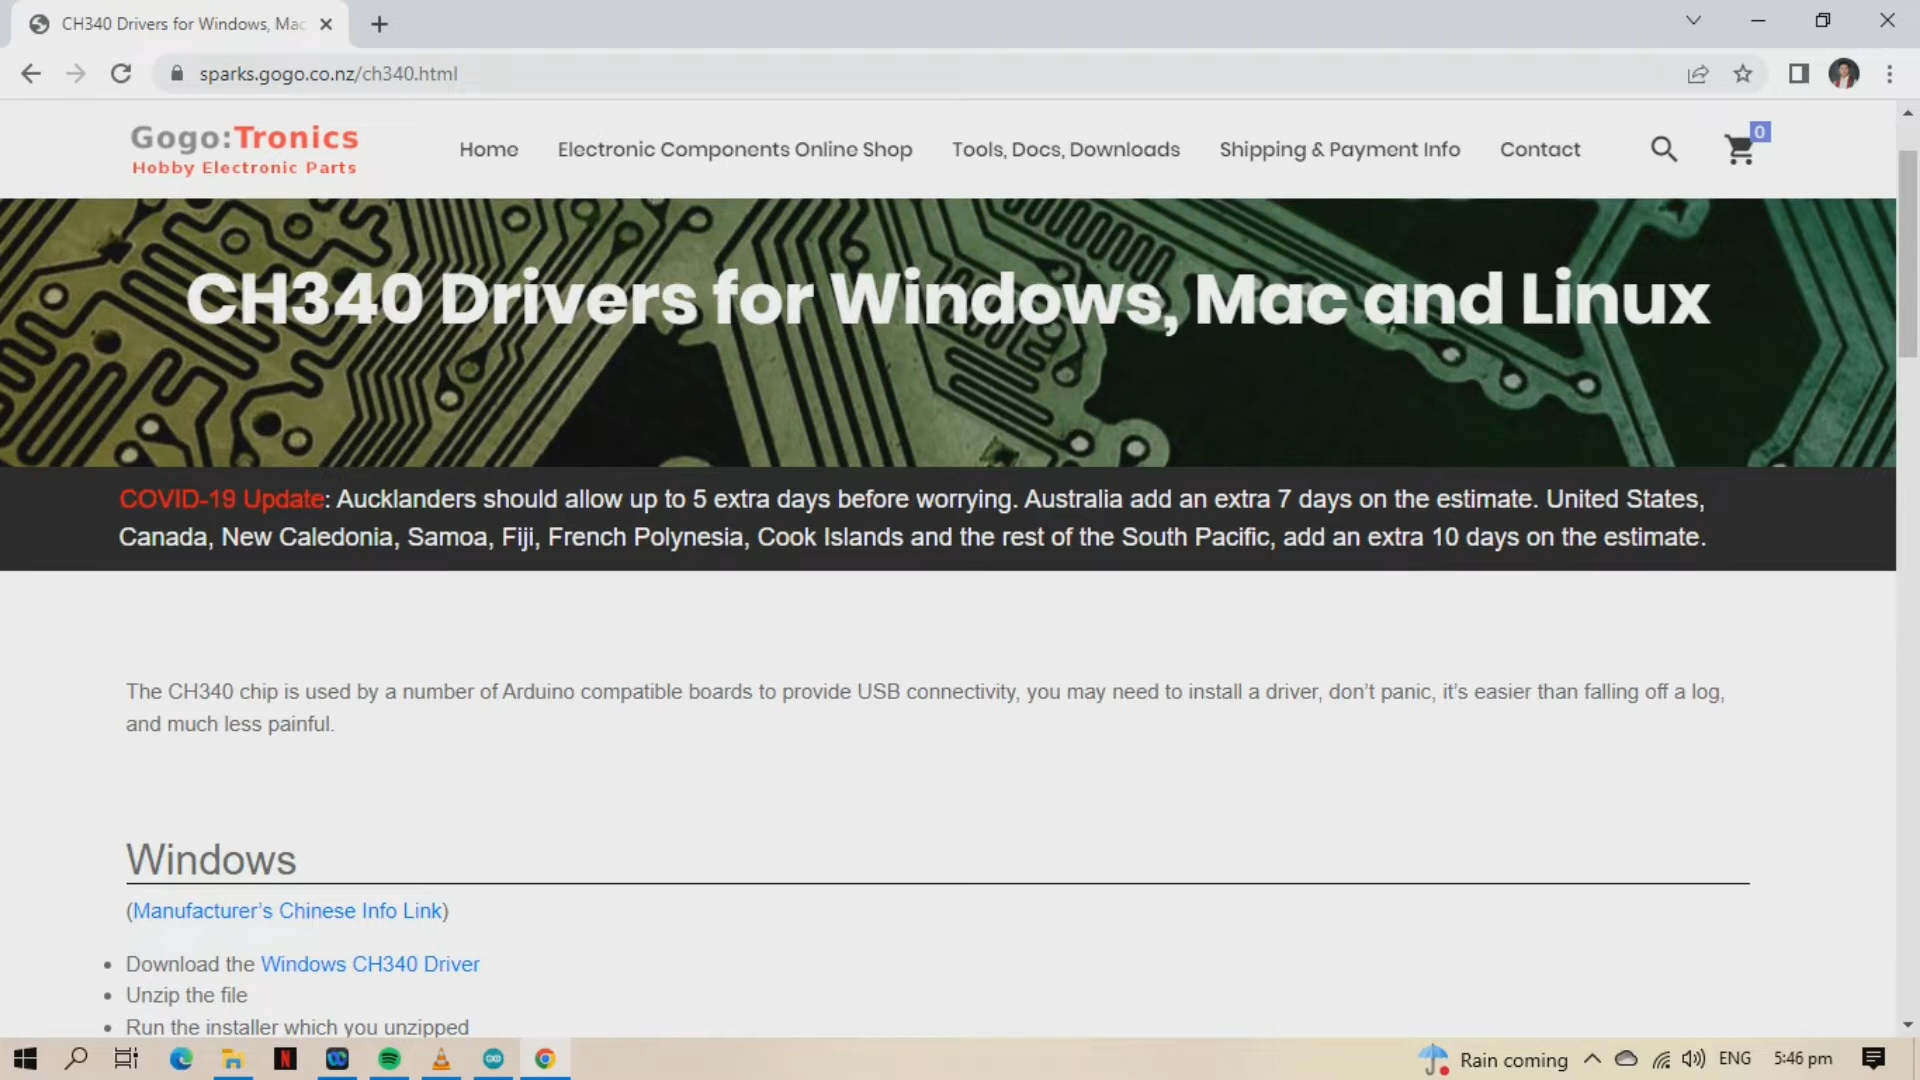 CH340 Drivers for Windows, Mac
sparks.gogo.co.nz/ch340.html
Gogo:Tronics
Hobby Electronic Parts
Home
Electronic Components Online Shop
Tools, Docs, Downloads
Shipping & Payment Info
Contact
0
CH340 Drivers for Windows, Mac and Linux
COVID-19 Update: Aucklanders should allow up to 5 extra days before worrying. Australia add an extra 7 days on the estimate. United States,
Canada, New Caledonia, Samoa, Fiji, French Polynesia, Cook Islands and the rest of the South Pacific, add an extra 10 days on the estimate.
The CH340 chip is used by a number of Arduino compatible boards to provide USB connectivity, you may need to install a driver, don’t panic, it’s easier than falling off a log,
and much less painful.
Windows
(Manufacturer’s Chinese Info Link)
• Download the Windows CH340 Driver
• Unzip the file
• Run the installer which you unzipped
Rain coming
ENG
5:46 pm